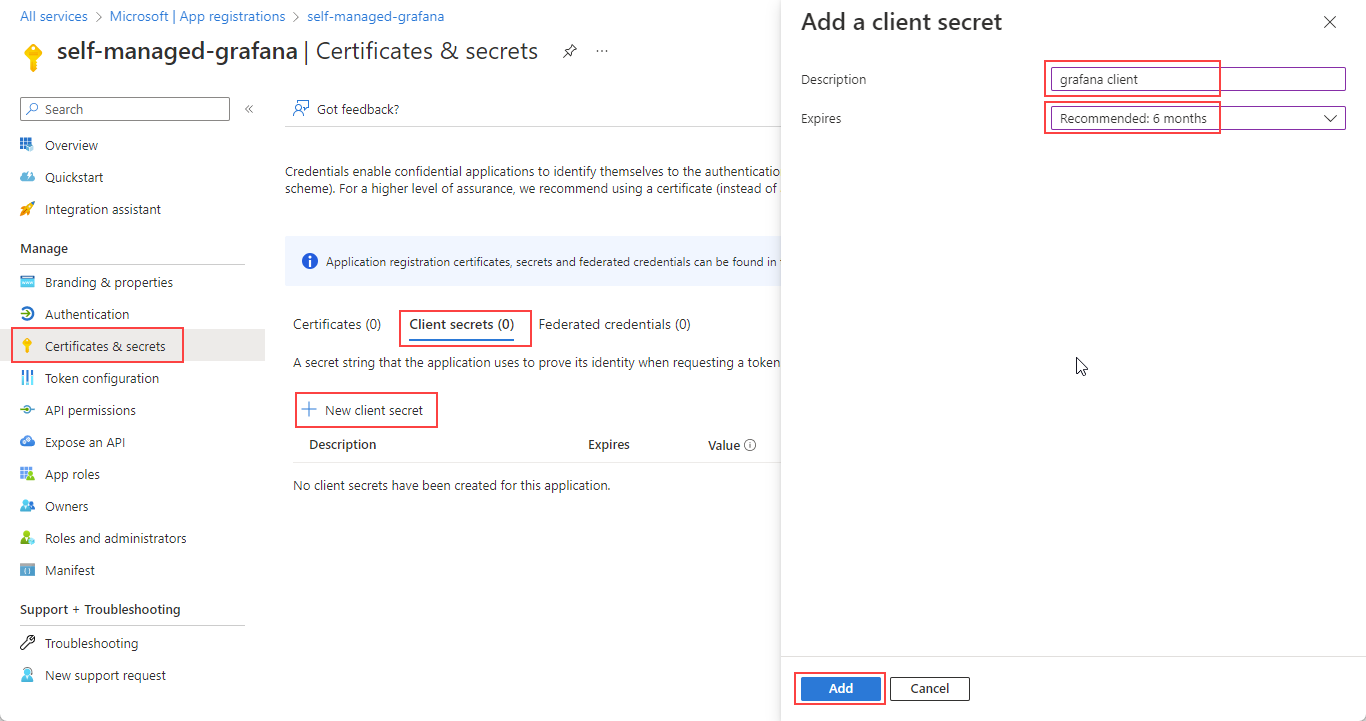 All services > Microsoft | App registrations > self-managed-grafana
self-managed-grafana | Certificates & secrets
Search
Overview
Quickstart
Integration assistant
Manage
Branding & properties
Authentication
Certificates & secrets
Token configuration
API permissions
Expose an API
App roles
Owners
Roles and administrators
Manifest
Support + Troubleshooting
Troubleshooting
New support request
Got feedback?
Credentials enable confidential applications to identify themselves to the authentication
scheme). For a higher level of assurance, we recommend using a certificate (instead of
Application registration certificates, secrets and federated credentials can be found in
Certificates (0) Client secrets (0) Federated credentials (0)
A secret string that the application uses to prove its identity when requesting a token
New client secret
Description Expires Value
No client secrets have been created for this application.
Add a client secret
Description grafana client
Expires Recommended: 6 months
Add Cancel